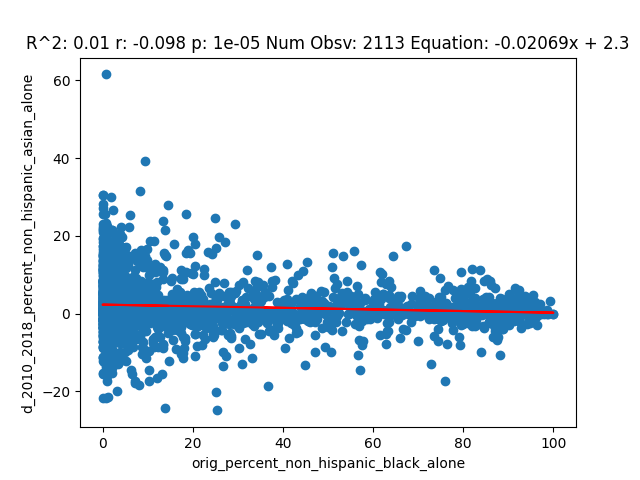 R^2: 0.01 r: -0.098 p: 1e-05 Num Obsv: 2113 Equation: -0.02069x + 2.3
d_2010_2018_percent_non_hispanic_asian_alone
60
40
20
0
−20
0 20 40 60 80 100
orig_percent_non_hispanic_black_alone